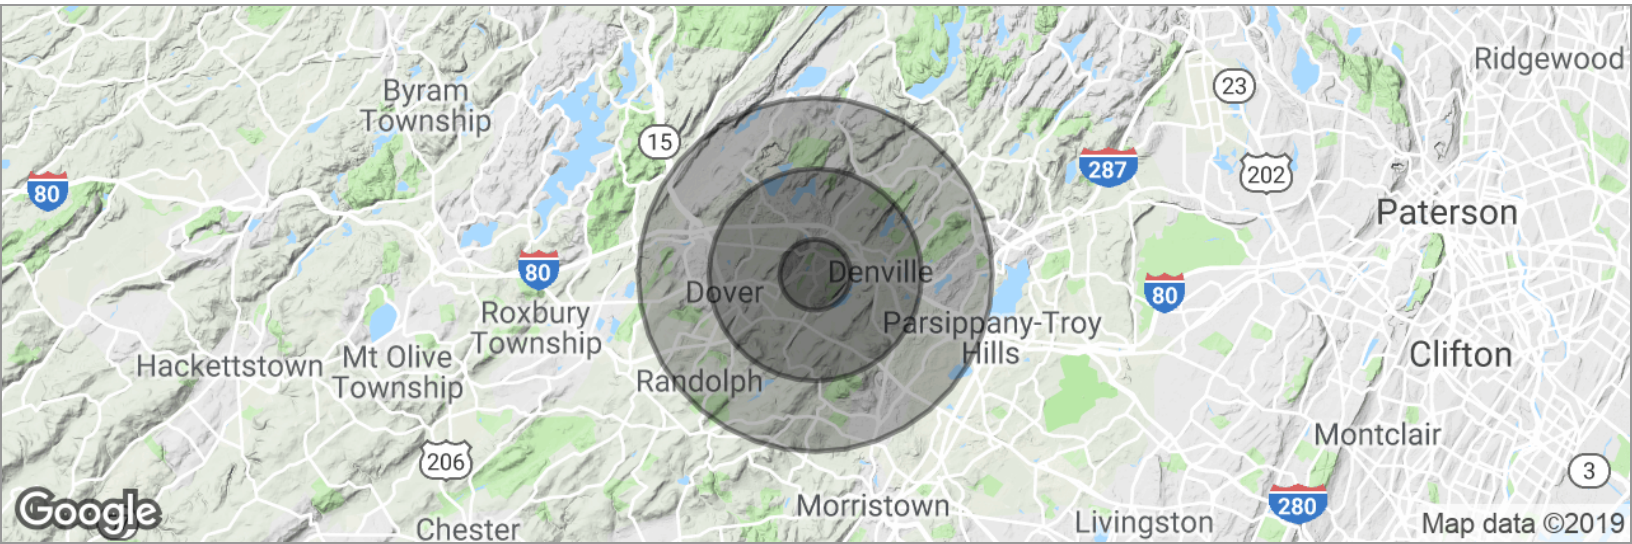 Ridgewood
Byram
Township
23
15
80
287
202
Paterson
80
Denville
Dover
80
Roxbury
Township
Parsippany-Troy
Hills
Hackettstown
Mt Olive
Township
Clifton
Randolph
Montclair
206
3
Morristown
280
Livingston
Chester
Google
Map data ©2019